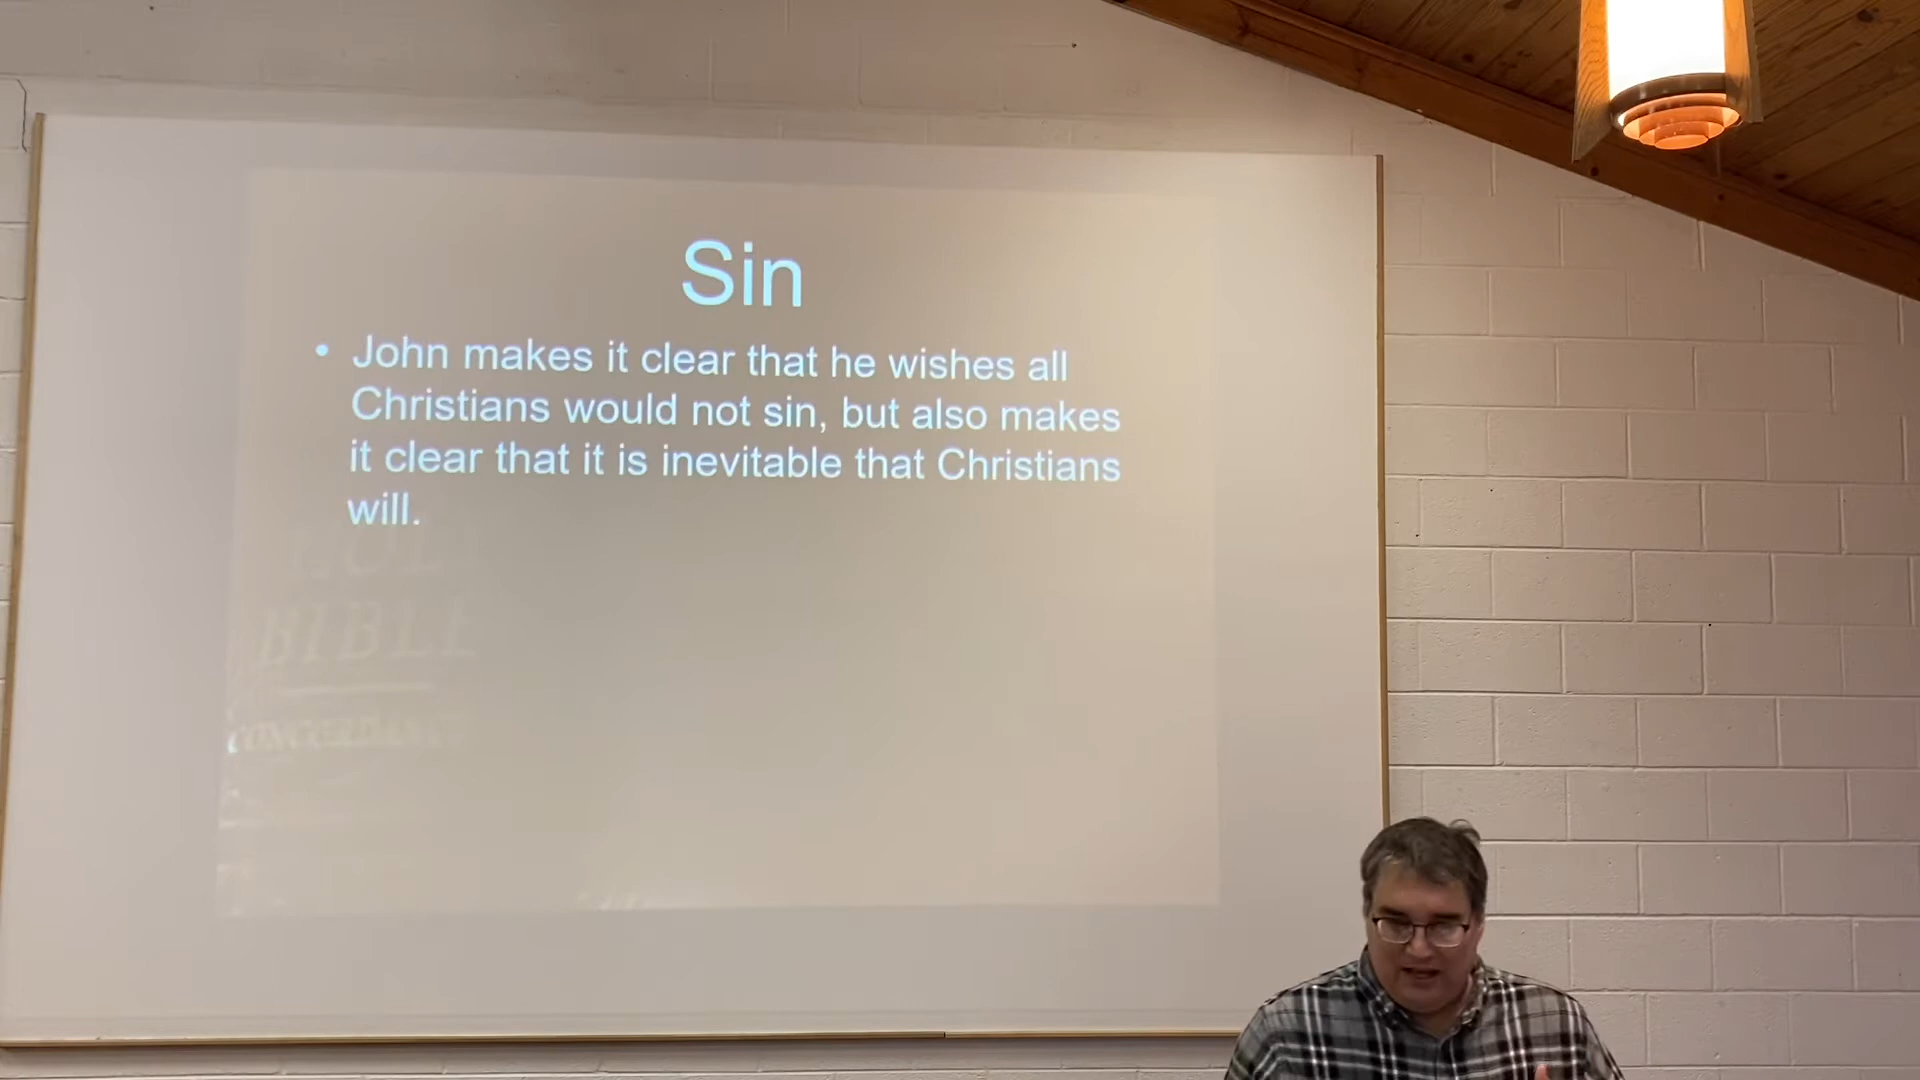 Sin
• John makes it clear that he wishes all
Christians would not sin, but also makes
it clear that it is inevitable that Christians
will.
BIBLE